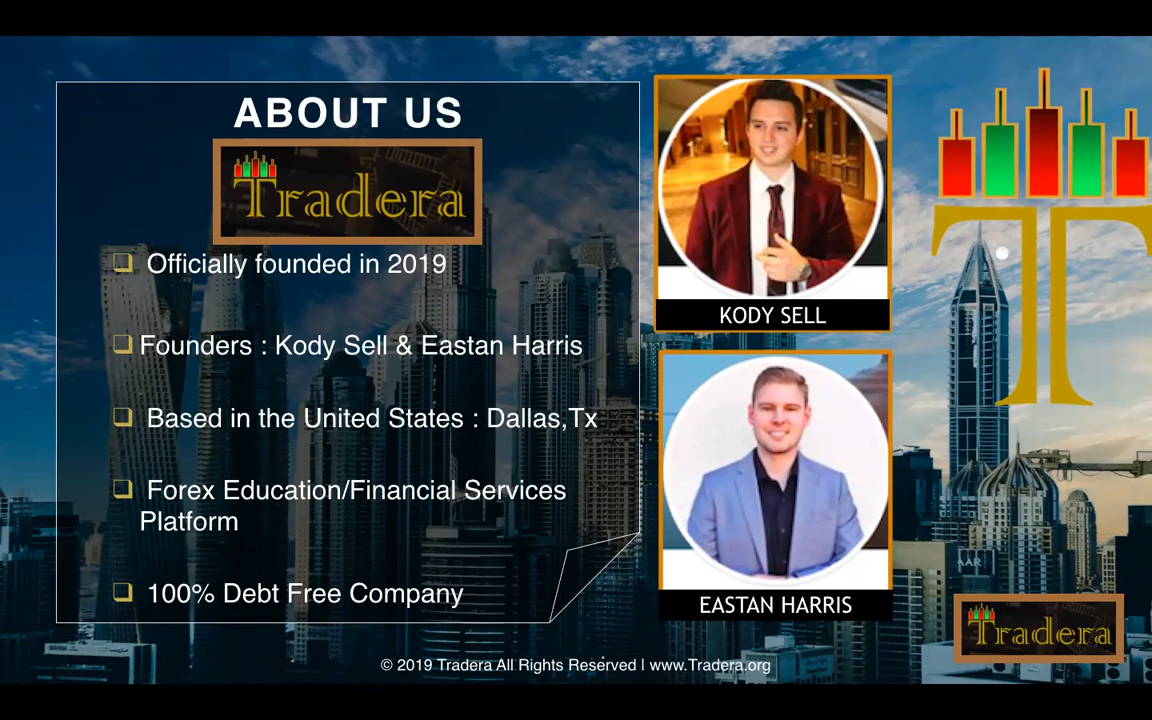 ABOUT US
Tradera
Officially founded in 2019
Founders : Kody Sell & Eastan Harris
Based in the United States : Dallas,Tx
Forex Education/Financial Services
Platform
100% Debt Free Company
KODY SELL
EASTAN HARRIS
T
AAR
Tradera
© 2019 Tradera All Rights Reserved I www.Tradera.org